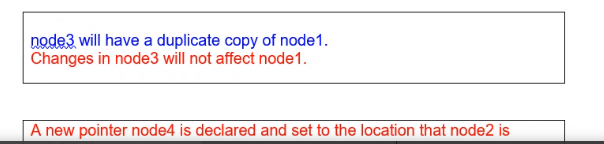 node3 will have a duplicate copy of node1.
Changes in node3 will not affect node1.
A new pointer node4 is declared and set to the location that node2 is